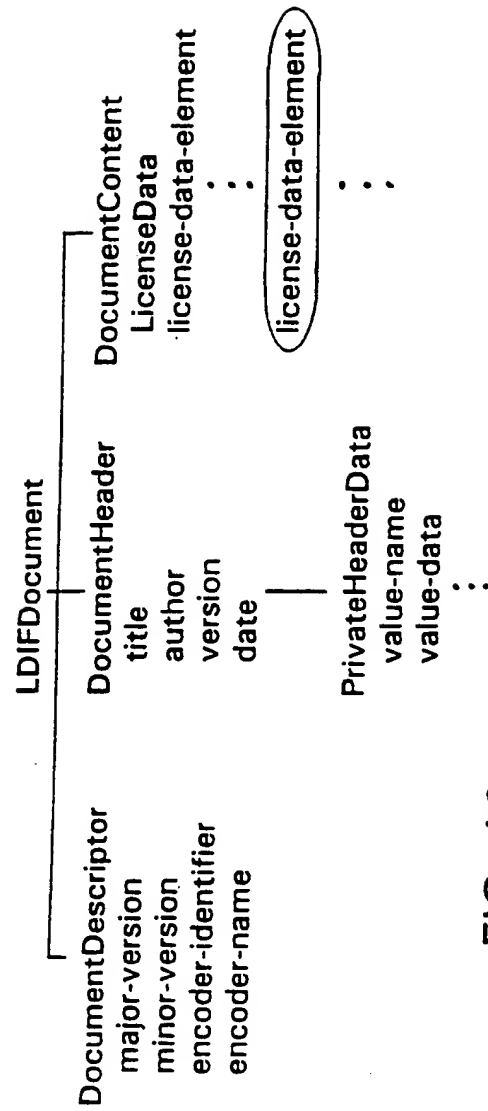 LDIFDocument
DocumentDescriptor
major-version
minor-version
encoder-identifier
encoder-name
DocumentHeader
title
author
version
date
PrivateHeaderData
value-name
value-data
DocumentContent
LicenseData
license-data-element
license-data-element